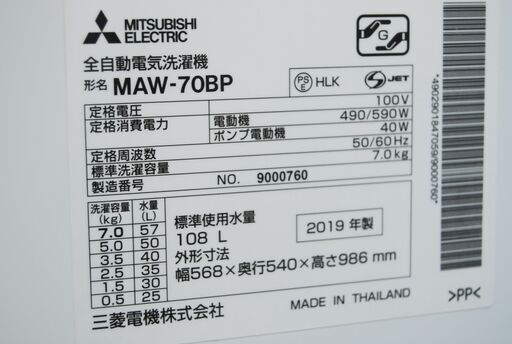 MITSUBISHI
ELECTRIC
G
全自動電気洗濯機
形名 MAW-70BP
PS
E HLK S-JET
定格電圧 100V
定格消費電力 電動機 490/590W
ポンプ電動機 40W
定格周波数 50/60Hz
標準洗濯容量 7.0kg
製造番号 NO. 9000760
洗濯容量 水量
(kg) (L)
7.0 57
5.0 50
3.5 40
2.5 35
1.5 30
0.5 25
標準使用水量
108 L
2019 年製
外形寸法
幅568×奥行540×高さ986 mm
三菱電機株式会社
MADE IN THAILAND
>PP<
*49029018470599000760*